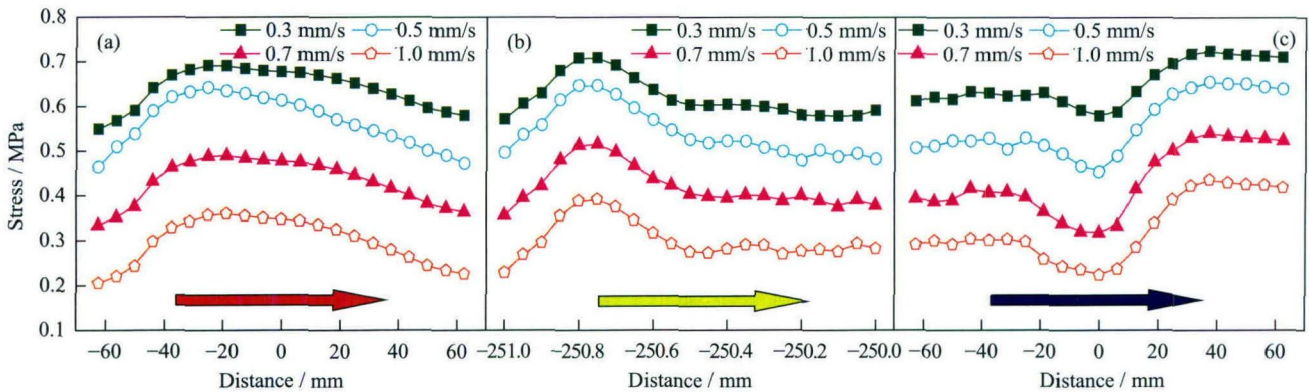 (a) 0.3 mm/s 0.5 mm/s
0.7 mm/s 1.0 mm/s
(b) 0.3 mm/s 0.5 mm/s
0.7 mm/s 1.0 mm/s
0.3 mm/s 0.5 mm/s (c)
0.7 mm/s 1.0 mm/s
Stress / MPa
0.8
0.7
0.6
0.5
0.4
0.3
0.2
0.1
−60 −40 −20 0 20 40 60
−251.0 −250.8 −250.6 −250.4 −250.2 −250.0
−60 −40 −20 0 20 40 60
Distance / mm Distance / mm Distance / mm